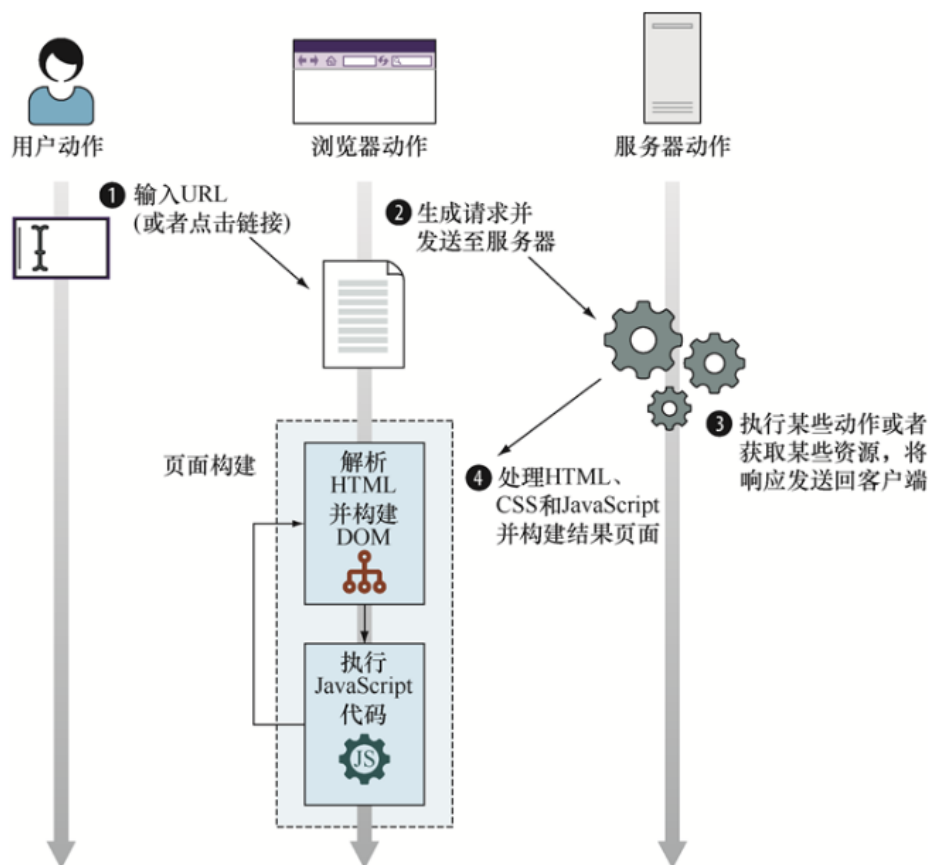 用户动作
浏览器动作
服务器动作
1 输入URL
(或者点击链接)
2 生成请求并
发送至服务器
3 执行某些动作或者
获取某些资源，将
响应发送回客户端
4 处理HTML、
CSS和JavaScript
并构建结果页面
页面构建
解析
HTML
并构建
DOM
执行
JavaScript
代码
JS